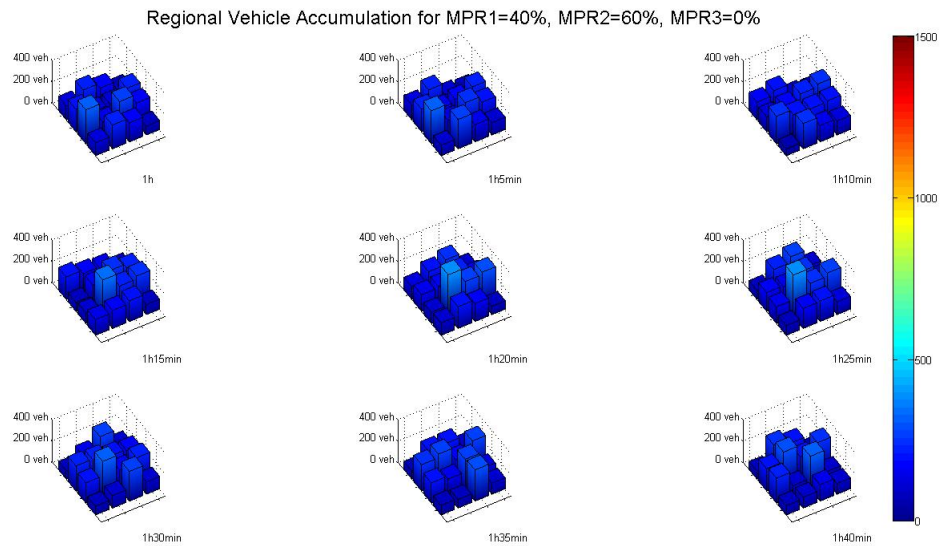 Regional Vehicle Accumulation for MPR1=40%, MPR2=60%, MPR3=0%
400 veh
200 veh
0 veh
1h
400 veh
200 veh
0 veh
1h5min
400 veh
200 veh
0 veh
1h10min
400 veh
200 veh
0 veh
1h15min
400 veh
200 veh
0 veh
1h20min
400 veh
200 veh
0 veh
1h25min
400 veh
200 veh
0 veh
1h30min
400 veh
200 veh
0 veh
1h35min
400 veh
200 veh
0 veh
1h40min
1500
1000
500
0